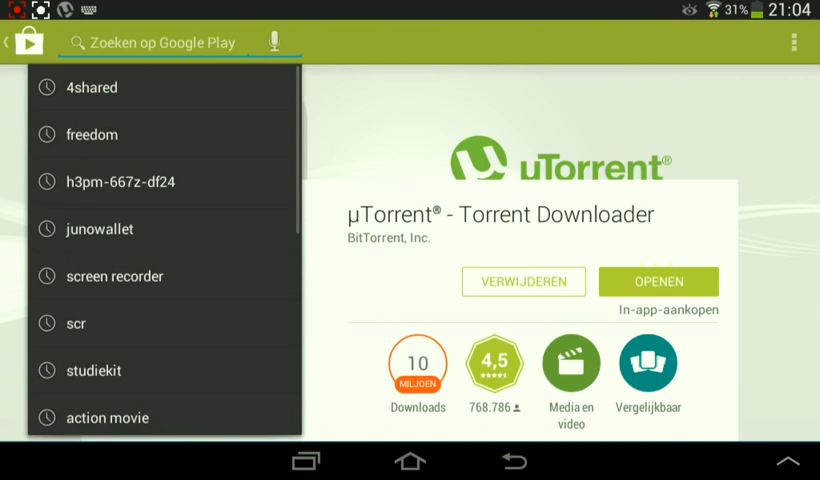 31% 21:04
Zoeken op Google Play
4shared
freedom
h3pm-667z-df24
junowallet
screen recorder
scr
studiekit
action movie
µTorrent®
µTorrent® - Torrent Downloader
BitTorrent, Inc.
VERWIJDEREN
OPENEN
In-app-aankopen
10
MILJOEN
Downloads
4,5
768.786
Media en
video
Vergelijkbaar